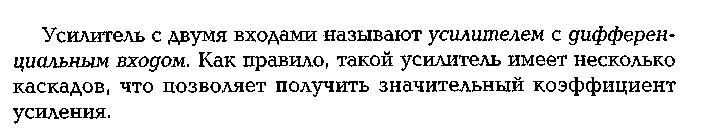 Усилитель с двумя входами называют усилителем с дифферен-
циальным входом. Как правило, такой усилитель имеет несколько
каскадов, что позволяет получить значительный коэффициент
усиления.